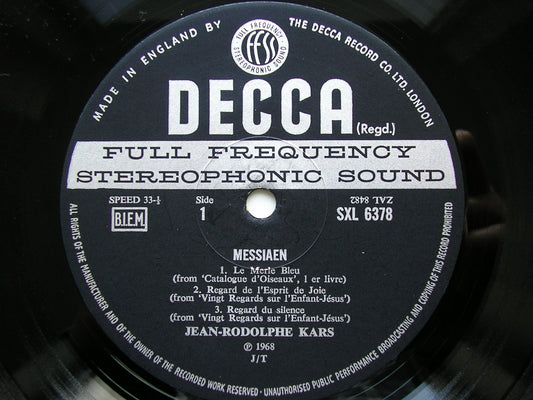 MADE IN ENGLAND BY THE DECCA RECORD CO. LTD. LONDON
FULL FREQUENCY
ffss
STEREOPHONIC SOUND
DECCA (Regd.)
FULL FREQUENCY
STEREOPHONIC SOUND
SPEED 33-⅓ Side ZAL 8482
B.I.E.M. 1 SXL 6378
MESSIAEN
1. Le Merle Bleu
(from 'Catalogue d'Oiseaux', 1 er livre)
2. Regard de l'Esprit de Joie
(from 'Vingt Regards sur l'Enfant-Jésus')
3. Regard du silence
(from 'Vingt Regards sur l'Enfant-Jésus')
JEAN-RODOLPHE KARS
℗ 1968
J/T
ALL RIGHTS OF THE MANUFACTURER AND OF THE OWNER OF THE RECORDED WORK RESERVED · UNAUTHORISED PUBLIC PERFORMANCE BROADCASTING AND COPYING OF THIS RECORD PROHIBITED